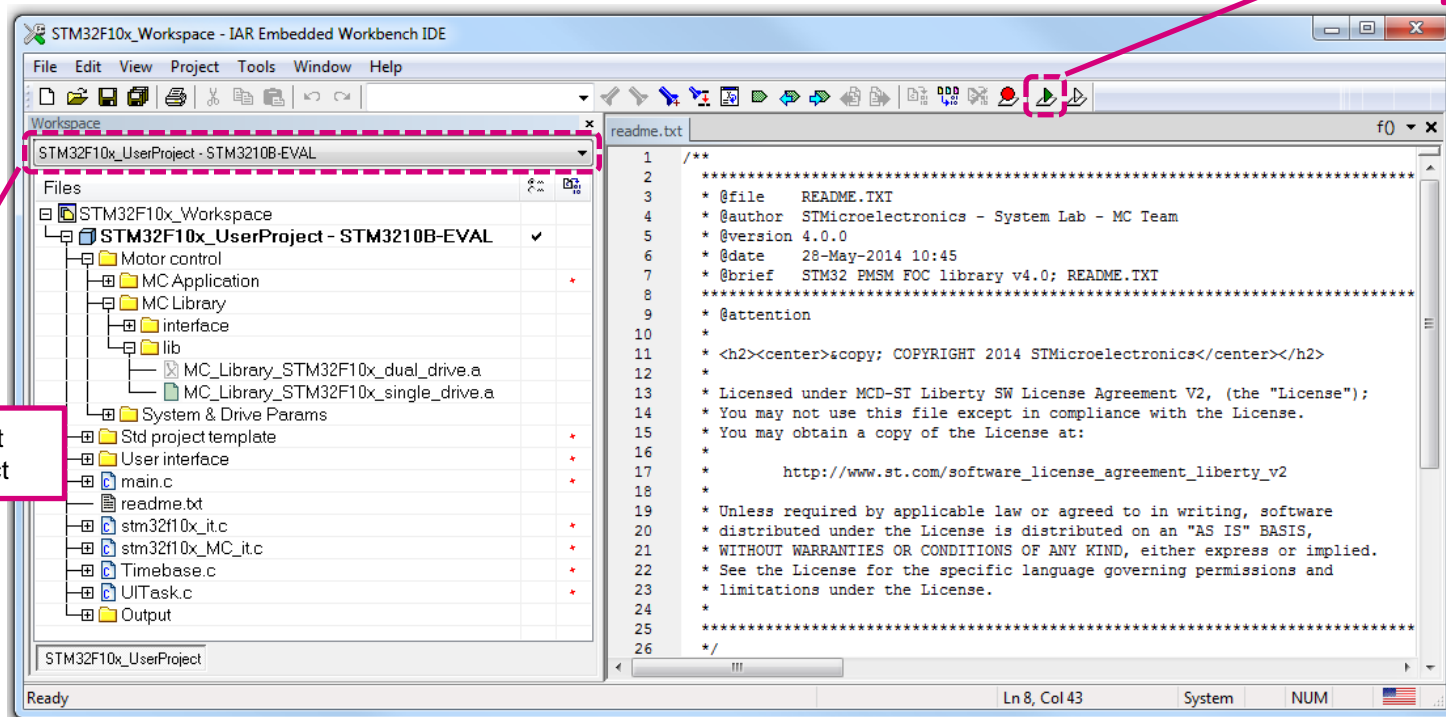 STM32F10x_Workspace - IAR Embedded Workbench IDE
File Edit View Project Tools Window Help
Workspace
STM32F10x_UserProject - STM3210B-EVAL
Files
STM32F10x_Workspace
STM32F10x_UserProject - STM3210B-EVAL
Motor control
MC Application
MC Library
interface
lib
MC_Library_STM32F10x_dual_drive.a
MC_Library_STM32F10x_single_drive.a
System & Drive Params
Std project template
User interface
main.c
readme.txt
stm32f10x_it.c
stm32f10x_MC_it.c
Timebase.c
UITask.c
Output
STM32F10x_UserProject
readme.txt
f()
1 /**
2 ******************************************************************************
3 * @file README.TXT
4 * @author STMicroelectronics - System Lab - MC Team
5 * @version 4.0.0
6 * @date 28-May-2014 10:45
7 * @brief STM32 PMSM FOC library v4.0; README.TXT
8 ******************************************************************************
9 * @attention
10 *
11 * <h2><center>&copy; COPYRIGHT 2014 STMicroelectronics</center></h2>
12 *
13 * Licensed under MCD-ST Liberty SW License Agreement V2, (the "License");
14 * You may not use this file except in compliance with the License.
15 * You may obtain a copy of the License at:
16 *
17 * http://www.st.com/software_license_agreement_liberty_v2
18 *
19 * Unless required by applicable law or agreed to in writing, software
20 * distributed under the License is distributed on an "AS IS" BASIS,
21 * WITHOUT WARRANTIES OR CONDITIONS OF ANY KIND, either express or implied.
22 * See the License for the specific language governing permissions and
23 * limitations under the License.
24 *
25 ******************************************************************************
26 */
Ready
Ln 8, Col 43
System
NUM